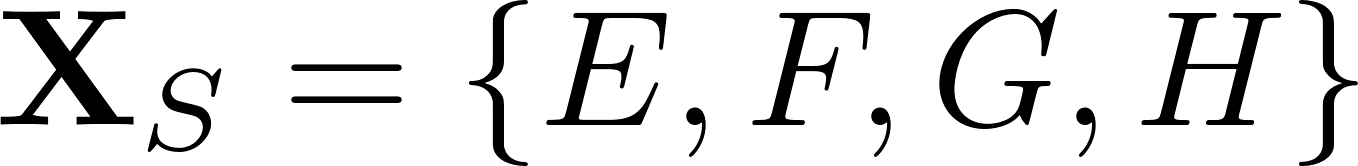 X_S = {E, F, G, H}